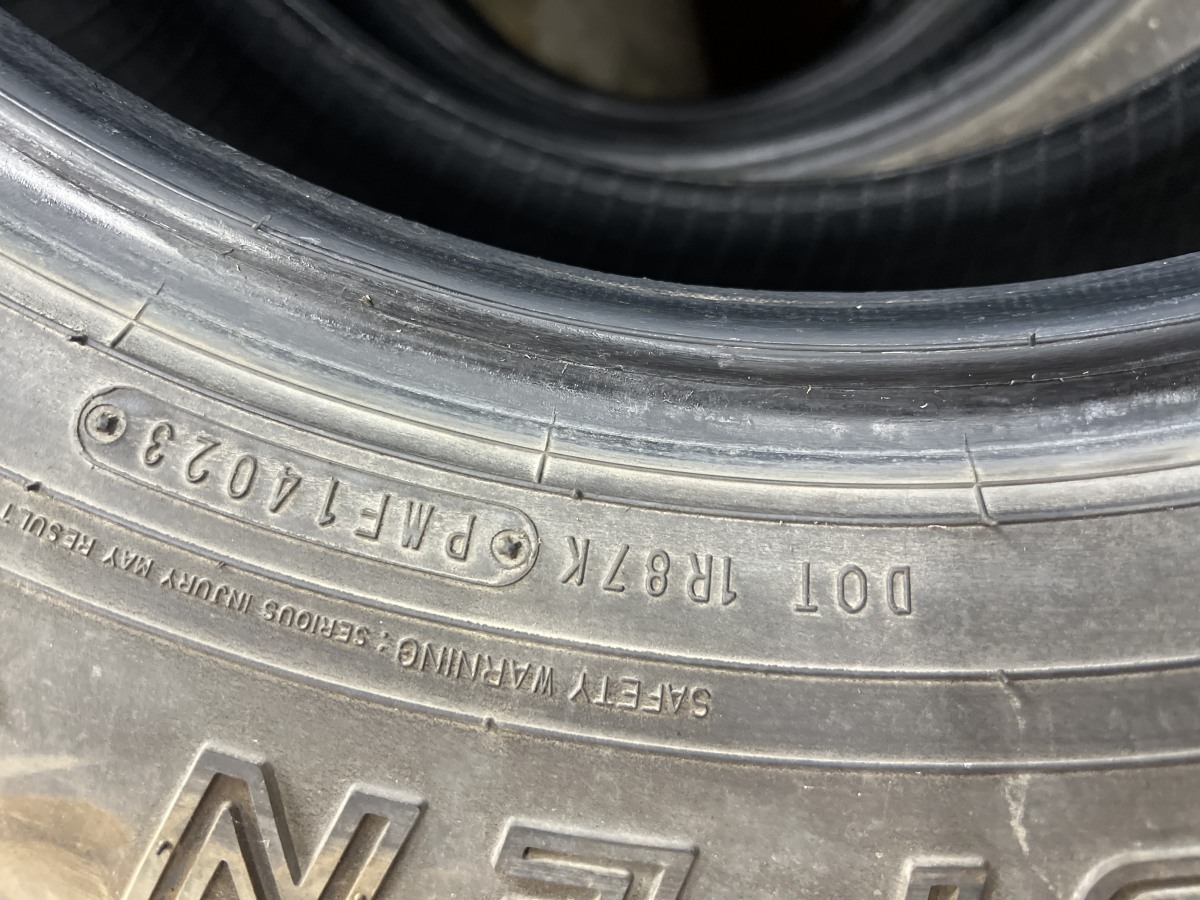 DOT 1R87K PMF14023
SAFETY WARNING: SERIOUS INJURY MAY RESULT